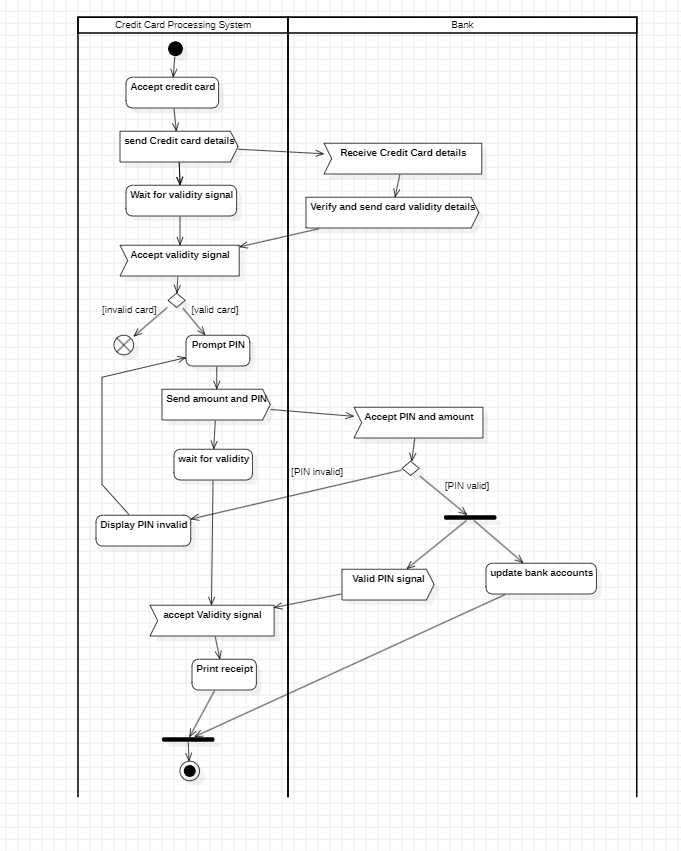 Credit Card Processing System
Bank
Accept credit card
send Credit card details
Receive Credit Card details
Wait for validity signal
Verify and send card validity details
Accept validity signal
[invalid card]
[valid card]
Prompt PIN
Send amount and PIN
Accept PIN and amount
wait for validity
[PIN invalid]
[PIN valid]
Display PIN invalid
Valid PIN signal
update bank accounts
accept Validity signal
Print receipt